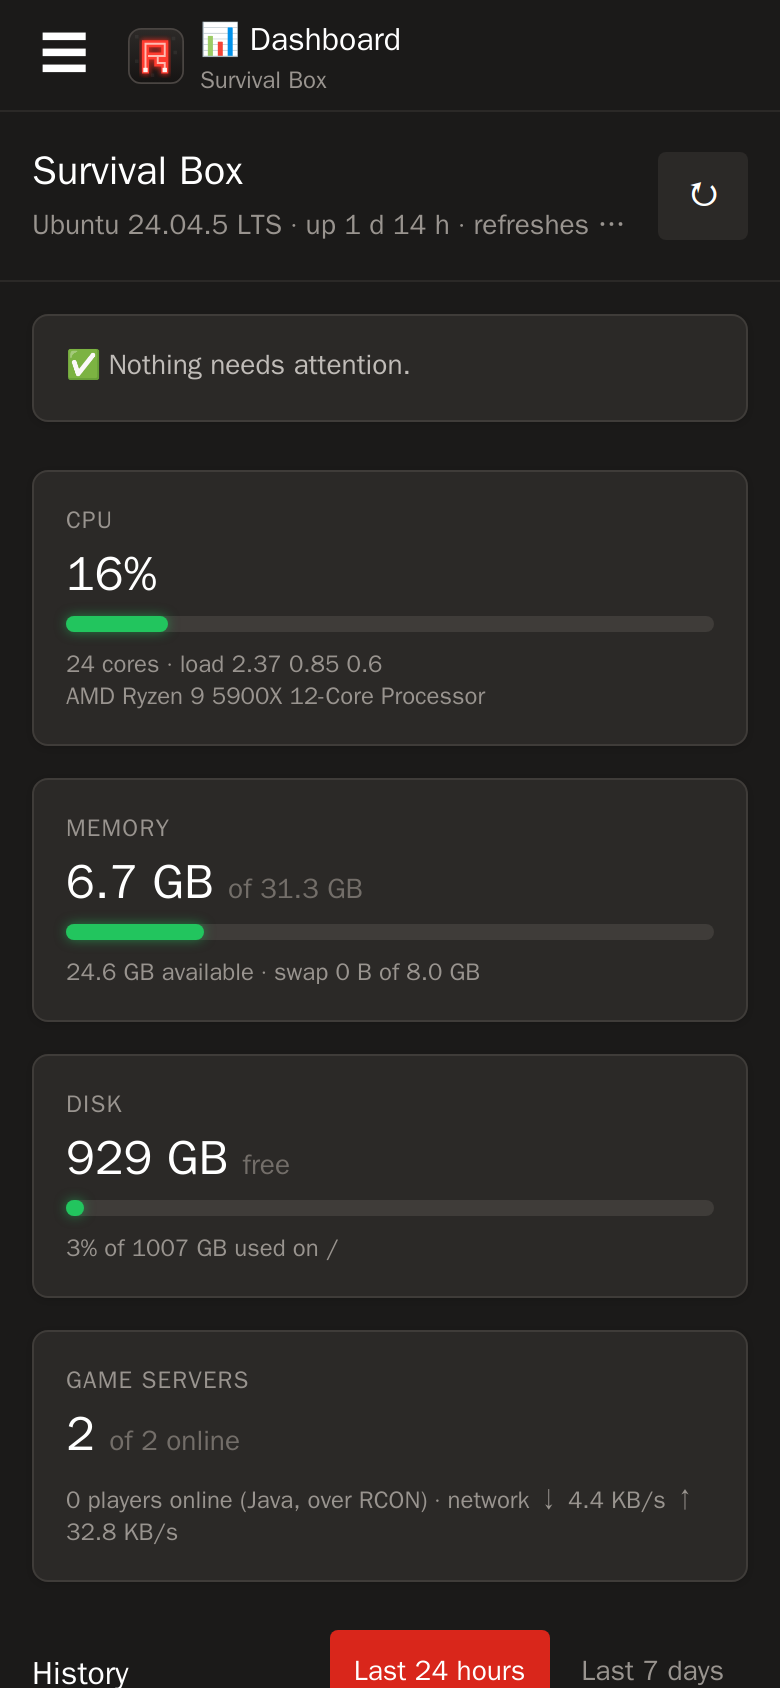 📊 Dashboard
Survival Box
Survival Box
Ubuntu 24.04.5 LTS · up 1 d 14 h · refreshes ···
✅ Nothing needs attention.
CPU
16%
24 cores · load 2.37 0.85 0.6
AMD Ryzen 9 5900X 12-Core Processor
MEMORY
6.7 GB of 31.3 GB
24.6 GB available · swap 0 B of 8.0 GB
DISK
929 GB free
3% of 1007 GB used on /
GAME SERVERS
2 of 2 online
0 players online (Java, over RCON) · network ↓ 4.4 KB/s ↑
32.8 KB/s
History Last 24 hours Last 7 days